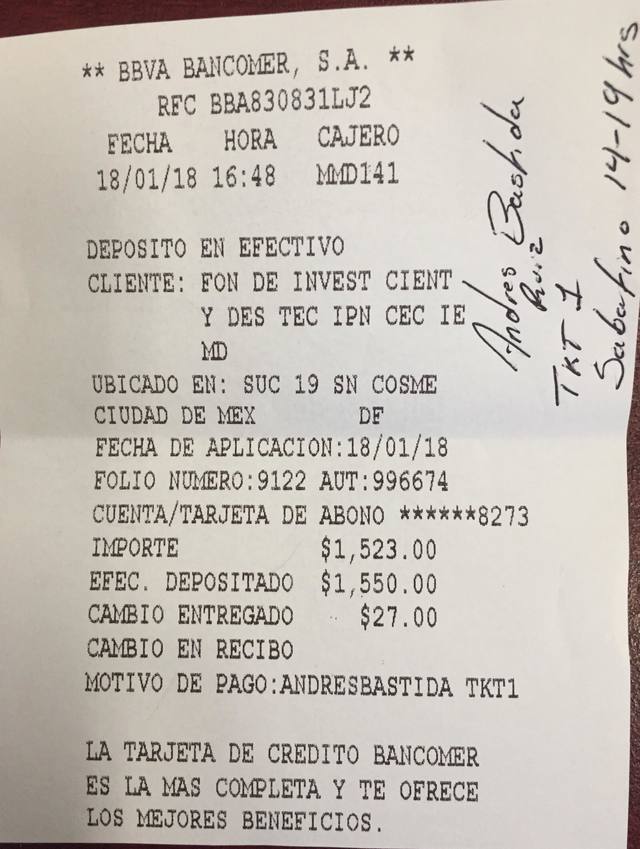 ** BBVA BANCOMER, S.A. **
RFC BBA830831LJ2
FECHA HORA CAJERO
18/01/18 16:48 MMD141
DEPOSITO EN EFECTIVO
CLIENTE: FON DE INVEST CIENT
Y DES TEC IPN CEC IE
MD
UBICADO EN: SUC 19 SN COSME
CIUDAD DE MEX DF
FECHA DE APLICACION:18/01/18
FOLIO NUMERO:9122 AUT:996674
CUENTA/TARJETA DE ABONO ******8273
IMPORTE $1,523.00
EFEC. DEPOSITADO $1,550.00
CAMBIO ENTREGADO $27.00
CAMBIO EN RECIBO
MOTIVO DE PAGO:ANDRESBASTIDA TKT1
LA TARJETA DE CREDITO BANCOMER
ES LA MAS COMPLETA Y TE OFRECE
LOS MEJORES BENEFICIOS.
Andres Bastida
Ruiz
TKT 1
Sabatino 14-19 hrs